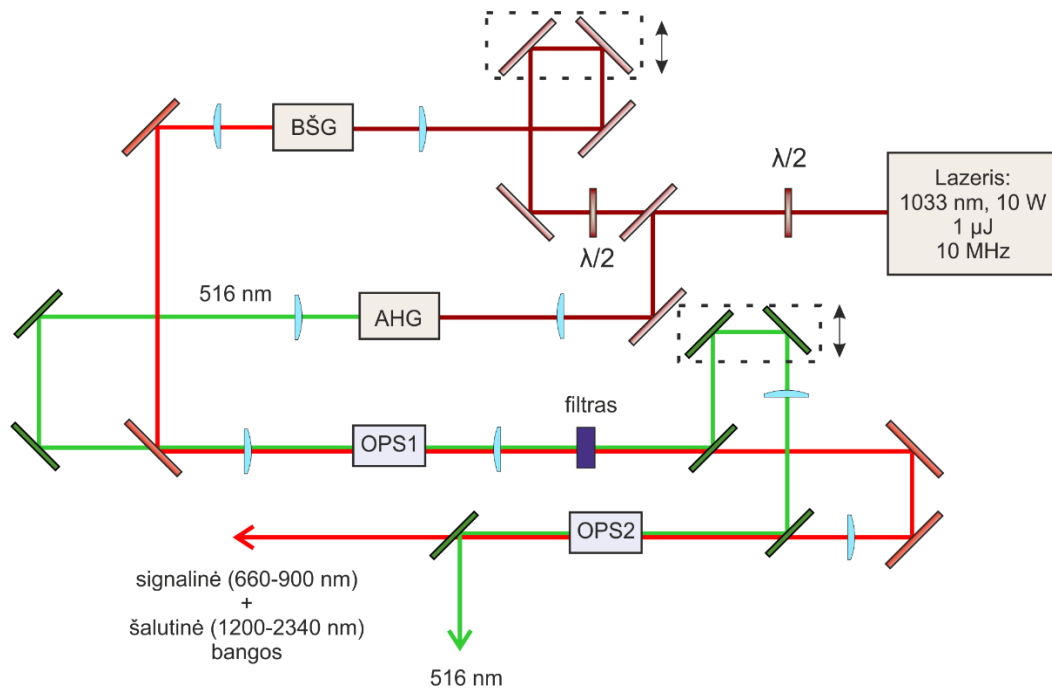 BŠG
λ/2
Lazeris:
1033 nm, 10 W
1 µJ
10 MHz
λ/2
516 nm
AHG
filtras
OPS1
OPS2
signalinė (660-900 nm)
+
šalutinė (1200-2340 nm)
bangos
516 nm